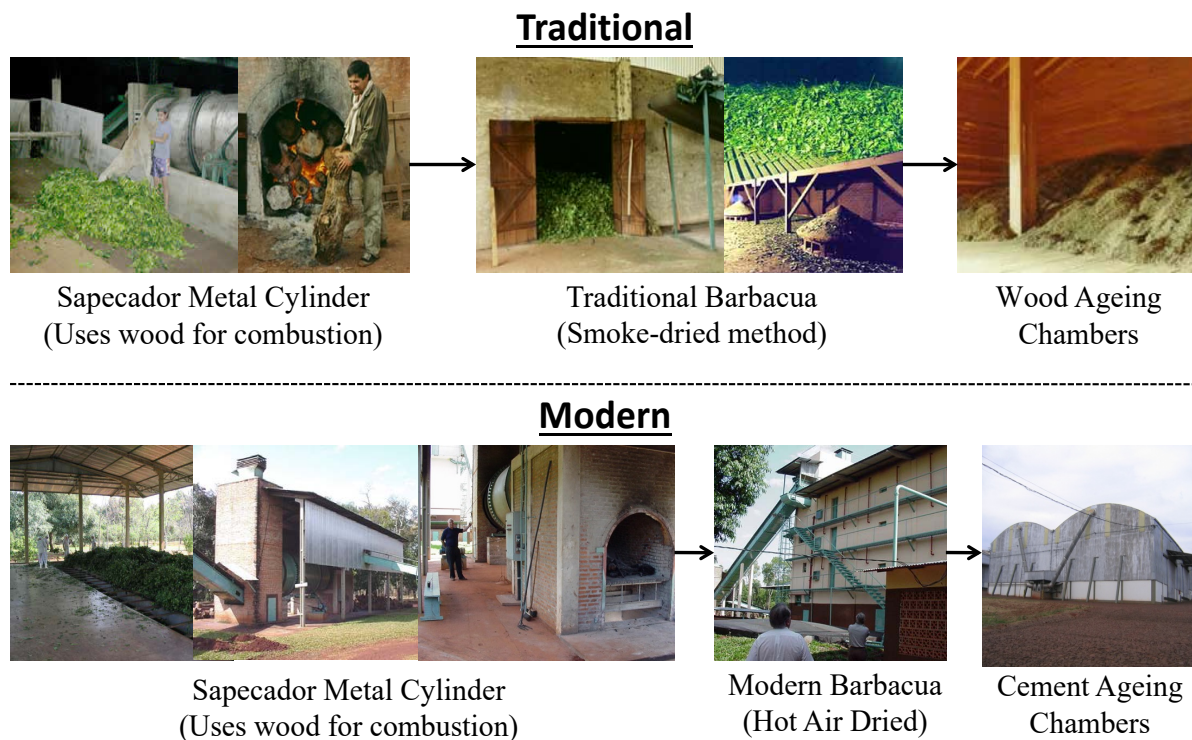 Traditional
Sapecador Metal Cylinder
(Uses wood for combustion)
Traditional Barbacua
(Smoke-dried method)
Wood Ageing
Chambers
Modern
Sapecador Metal Cylinder
(Uses wood for combustion)
Modern Barbacua
(Hot Air Dried)
Cement Ageing
Chambers